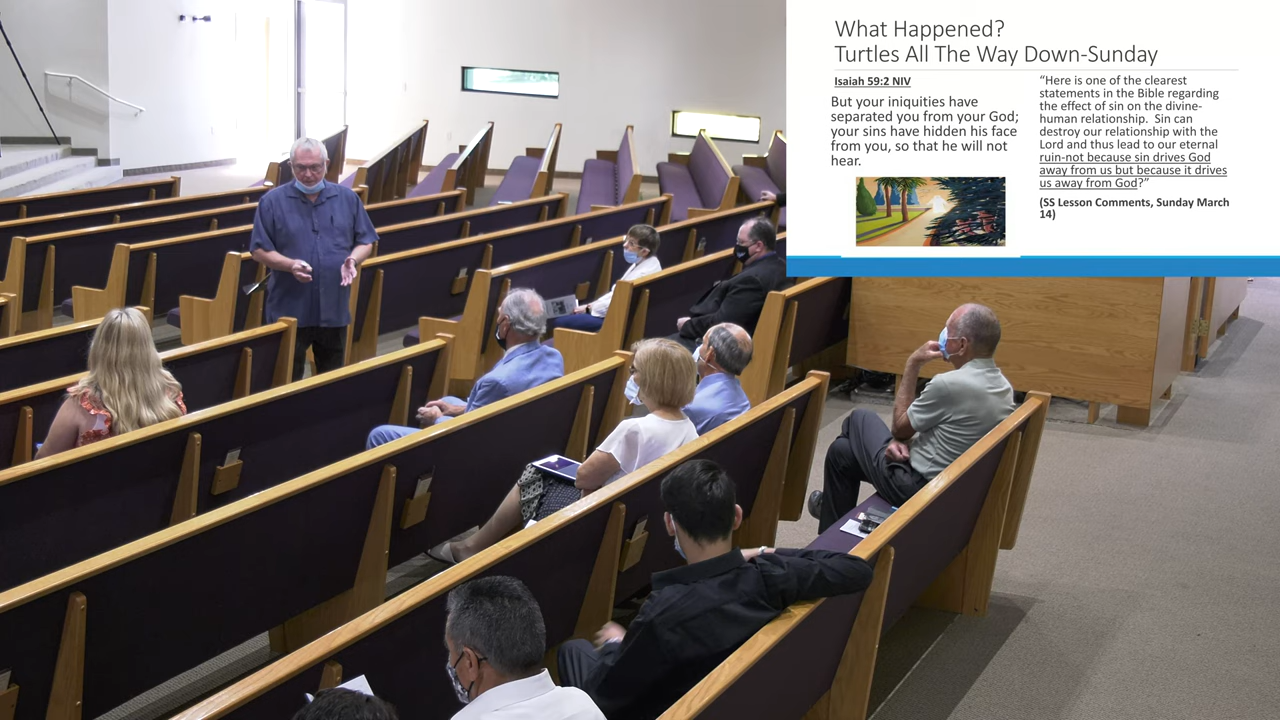 What Happened?
Turtles All The Way Down-Sunday
Isaiah 59:2 NIV
But your iniquities have
separated you from your God;
your sins have hidden his face
from you, so that he will not
hear.
“Here is one of the clearest
statements in the Bible regarding
the effect of sin on the divine-
human relationship.  Sin can
destroy our relationship with the
Lord and thus lead to our eternal
ruin-not because sin drives God
away from us but because it drives
us away from God?”
(SS Lesson Comments, Sunday March
14)